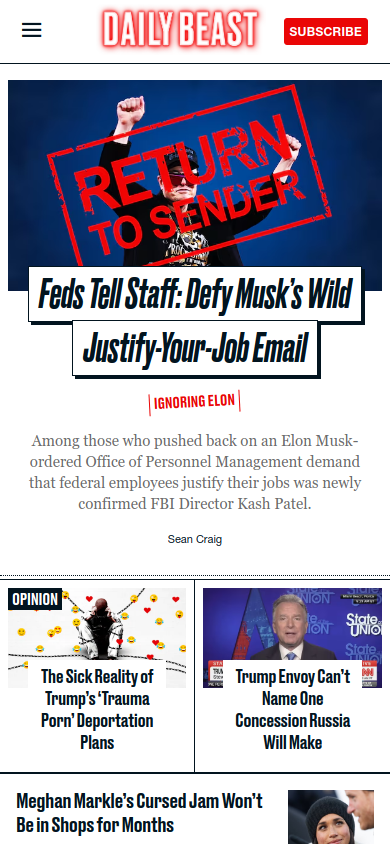 DAILY BEAST
SUBSCRIBE
RETURN
TO SENDER
Feds Tell Staff: Defy Musk's Wild
Justify-Your-Job Email
IGNORING ELON
Among those who pushed back on an Elon Musk-
ordered Office of Personnel Management demand
that federal employees justify their jobs was newly
confirmed FBI Director Kash Patel.
Sean Craig
OPINION
The Sick Reality of
Trump's ‘Trauma
Porn’ Deportation
Plans
State
UNION
CNN
Trump Envoy Can't
Name One
Concession Russia
Will Make
Meghan Markle's Cursed Jam Won't
Be in Shops for Months